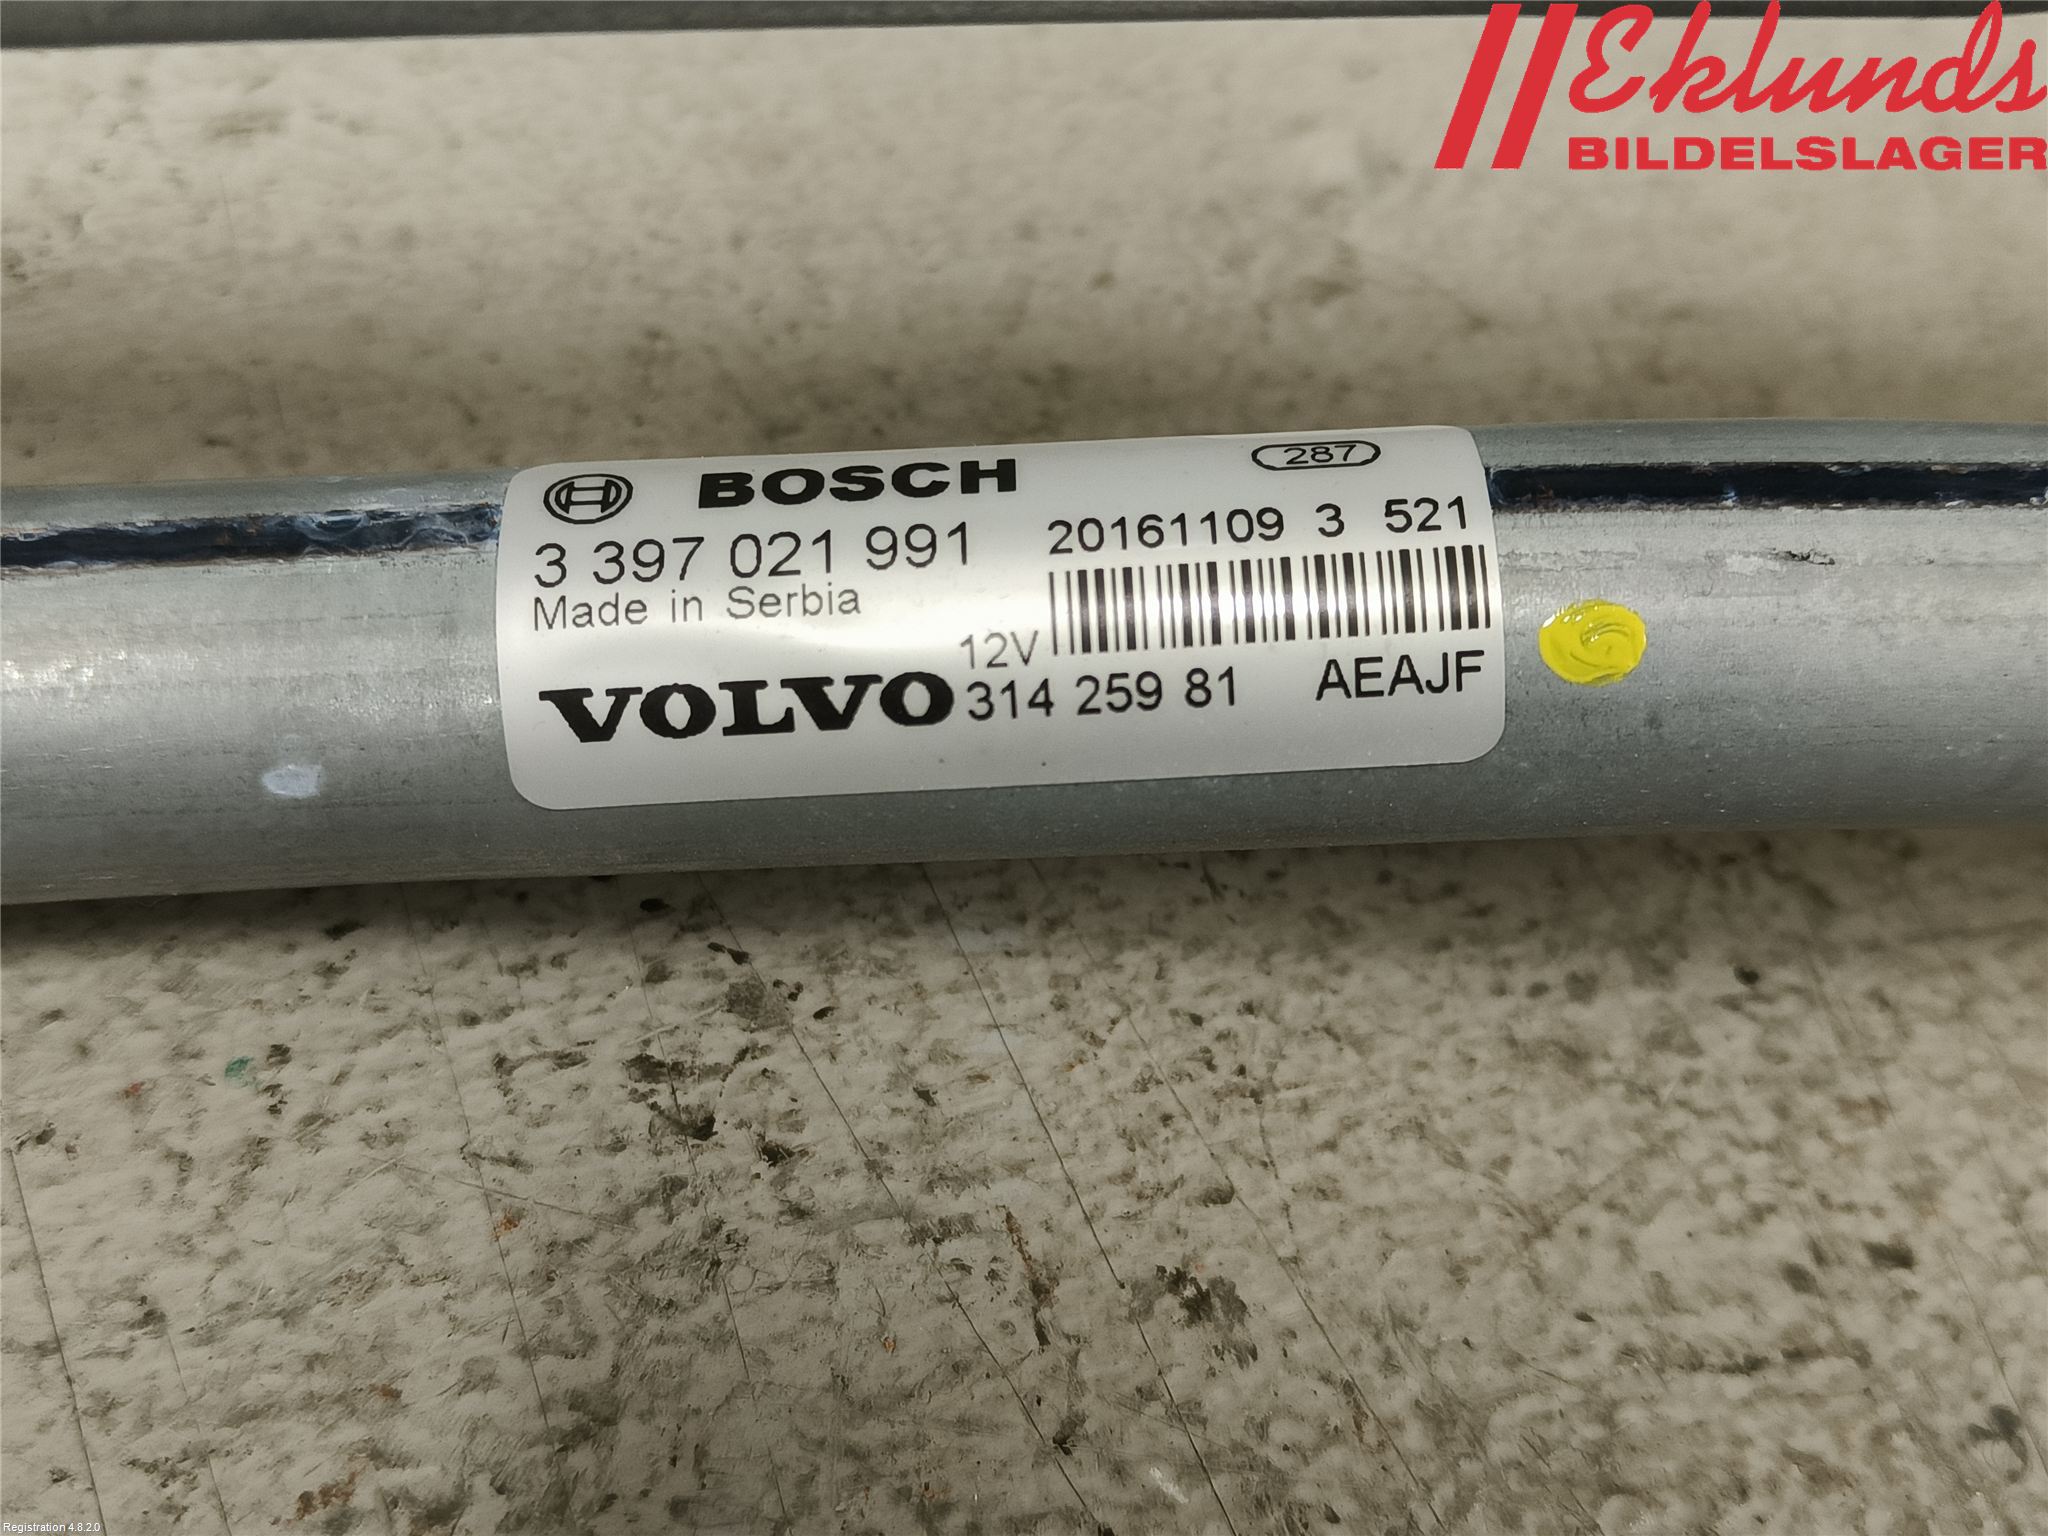 Eklunds
BILDELSLAGER
BOSCH
287
3 397 021 991
20161109 3 521
Made in Serbia
12V
VOLVO 314 259 81 AEAJF
Registration 4.8.2.0